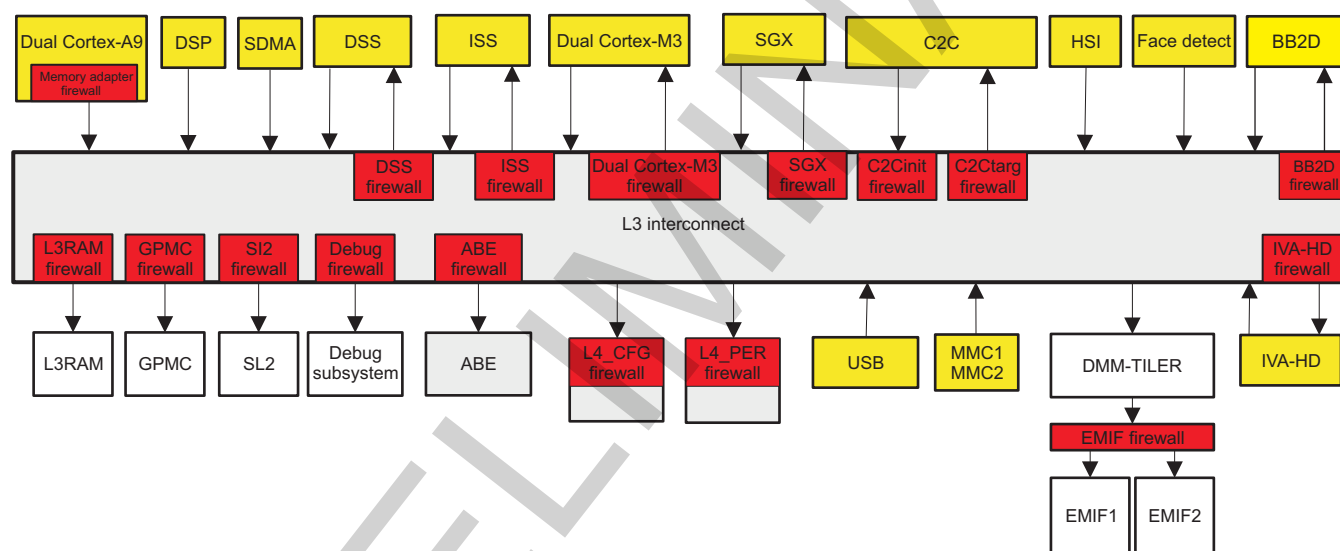 Dual Cortex-A9
Memory adapter
firewall
DSP
SDMA
DSS
ISS
Dual Cortex-M3
SGX
C2C
HSI
Face detect
BB2D
DSS
firewall
ISS
firewall
Dual Cortex-M3
firewall
SGX
firewall
C2Cinit
firewall
C2Ctarg
firewall
BB2D
firewall
L3 interconnect
L3RAM
firewall
GPMC
firewall
SI2
firewall
Debug
firewall
ABE
firewall
IVA-HD
firewall
L3RAM
GPMC
SL2
Debug
subsystem
ABE
L4_CFG
firewall
L4_PER
firewall
USB
MMC1
MMC2
DMM-TILER
IVA-HD
EMIF firewall
EMIF1
EMIF2
ELIMIN